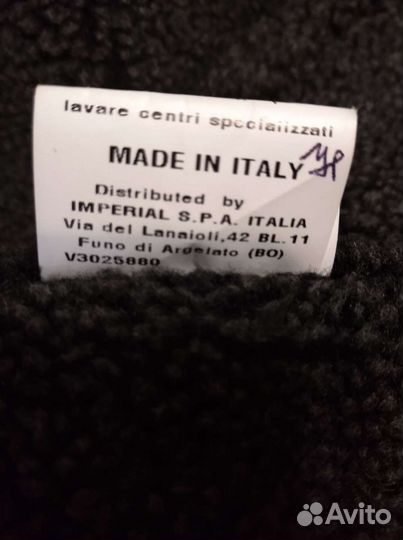 lavare centri specializzati
MADE IN ITALY
Distributed by
IMPERIAL S.P.A. ITALIA
Via del Lanaioli,42 BL.11
Funo di Argelato (BO)
V3025880
Avito